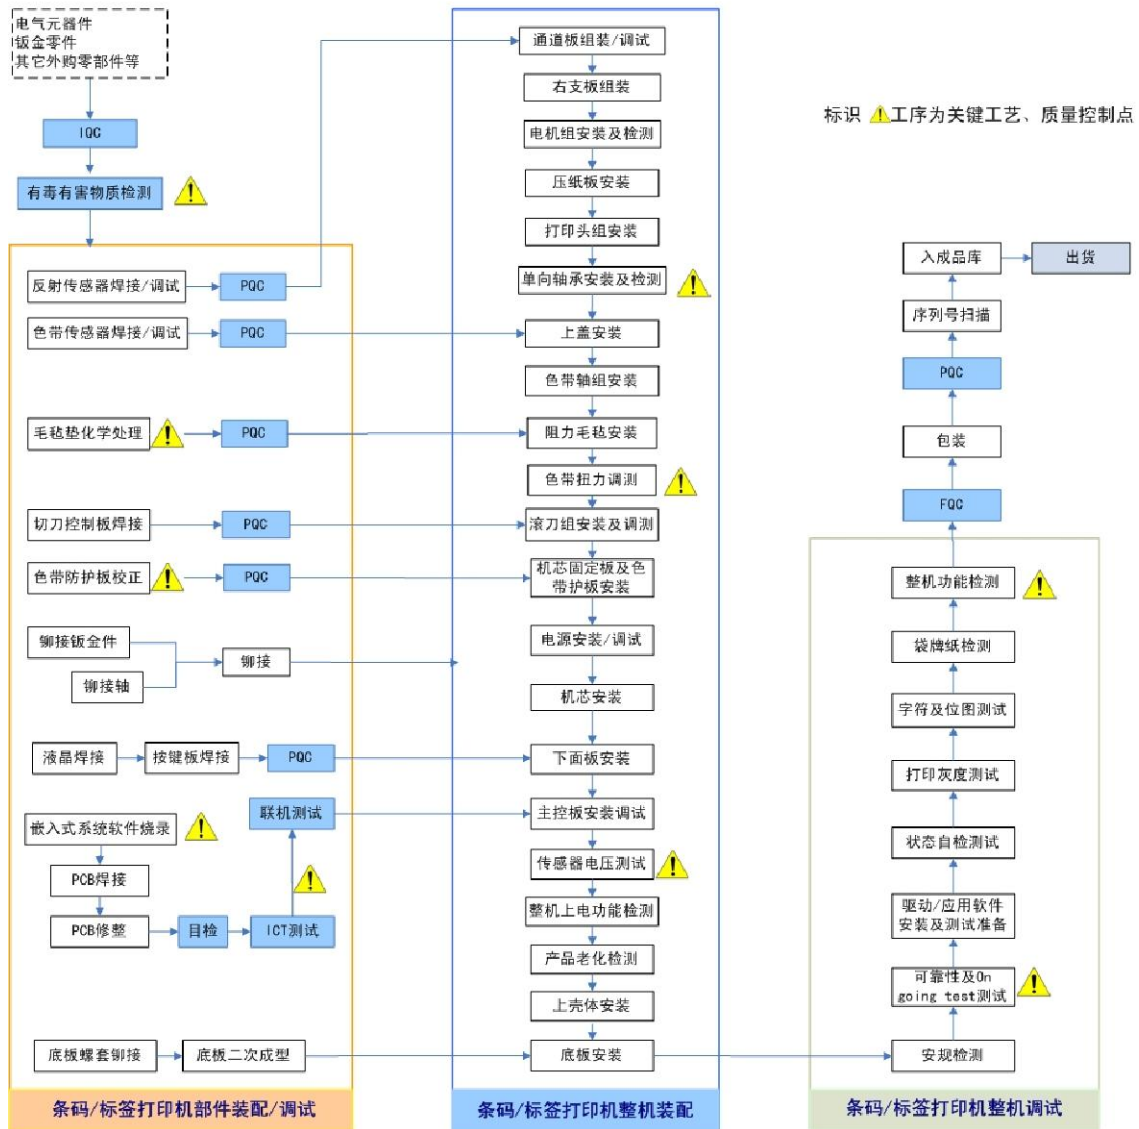 电气元器件
钣金零件
其它外购零部件等
IQC
有毒有害物质检测
反射传感器焊接/调试
PQC
色带传感器焊接/调试
PQC
毛毡垫化学处理
PQC
切刀控制板焊接
PQC
色带防护板校正
PQC
铆接钣金件
铆接轴
铆接
液晶焊接
按键板焊接
PQC
嵌入式系统软件烧录
联机测试
PCB焊接
PCB修整
目检
ICT测试
底板螺套铆接
底板二次成型
条码/标签打印机部件装配/调试
通道板组装/调试
右支板组装
电机组安装及检测
压纸板安装
打印头组安装
单向轴承安装及检测
上盖安装
色带轴组安装
阻力毛毡安装
色带扭力调测
滚刀组安装及调测
机芯固定板及色
带护板安装
电源安装/调试
机芯安装
下面板安装
主控板安装调试
传感器电压测试
整机上电功能检测
产品老化检测
上壳体安装
底板安装
条码/标签打印机整机装配
标识 工序为关键工艺、质量控制点
入成品库
出货
序列号扫描
PQC
包装
FQC
整机功能检测
袋牌纸检测
字符及位图测试
打印灰度测试
状态自检测试
驱动/应用软件
安装及测试准备
可靠性及On
going test测试
安规检测
条码/标签打印机整机调试